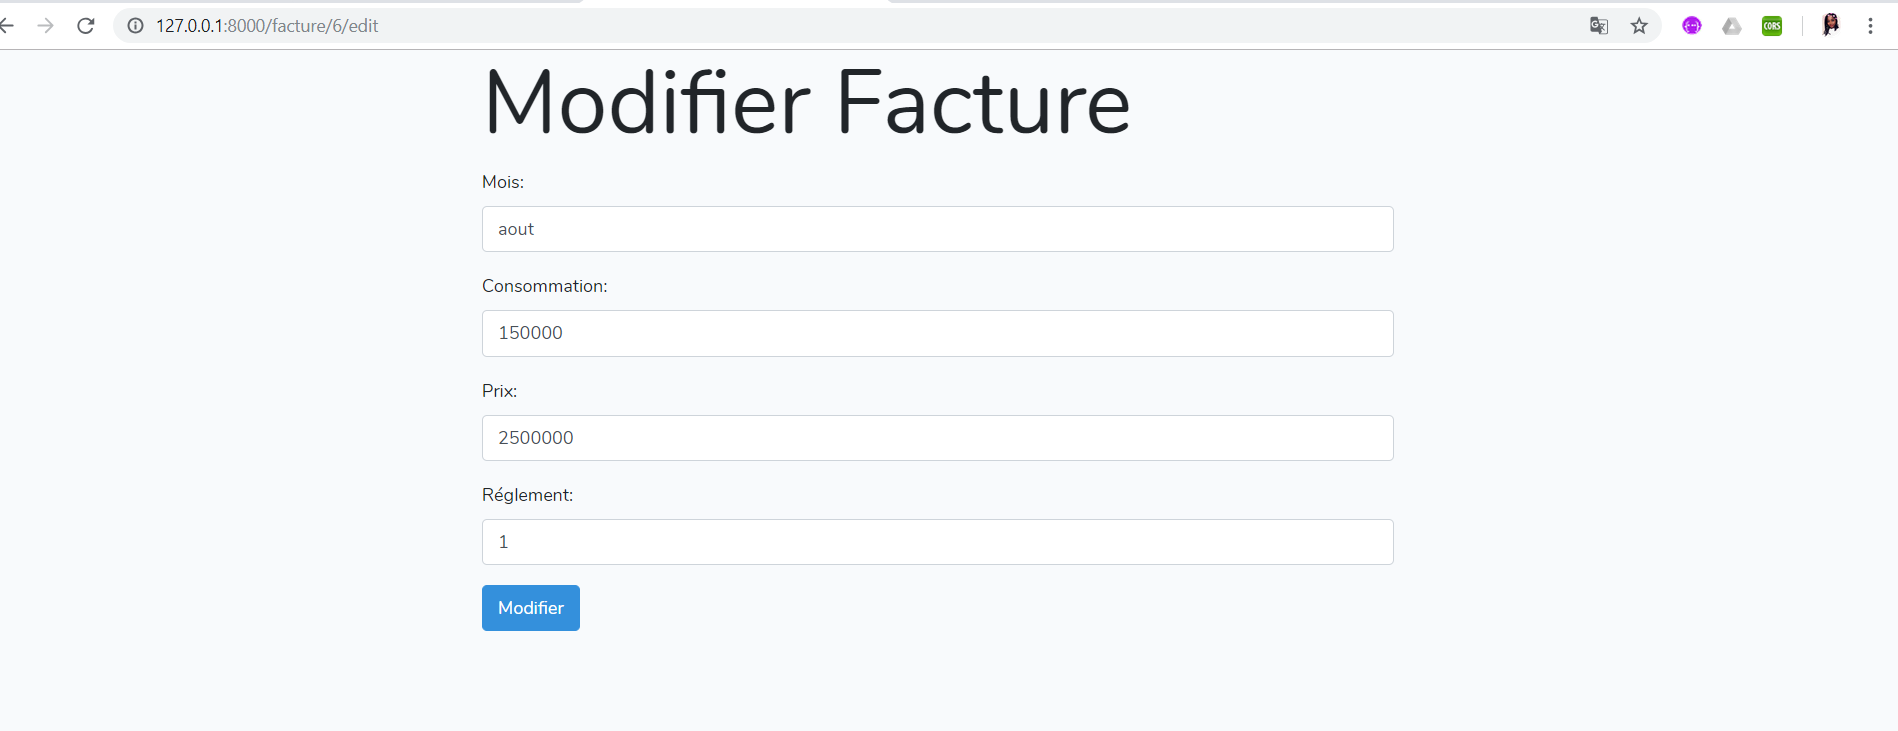 127.0.0.1:8000/facture/6/edit
CORS
Modifier Facture
Mois:
aout
Consommation:
150000
Prix:
2500000
Réglement:
1
Modifier